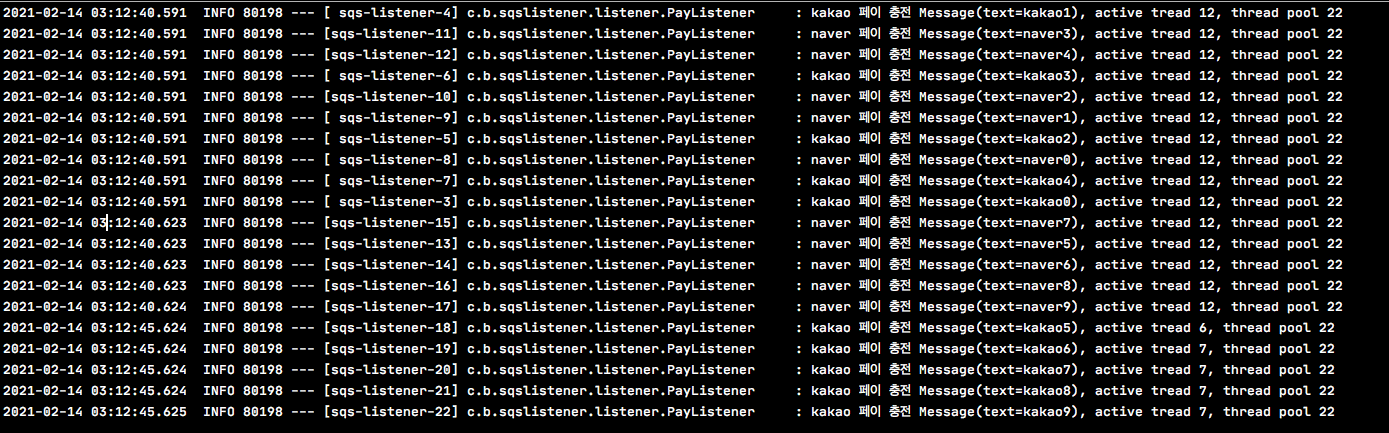 2021-02-14 03:12:40.591  INFO 80198 --- [ sqs-listener-4] c.b.sqslistener.listener.PayListener     : kakao 페이 충전 Message(text=kakao1), active tread 12, thread pool 22
2021-02-14 03:12:40.591  INFO 80198 --- [sqs-listener-11] c.b.sqslistener.listener.PayListener     : naver 페이 충전 Message(text=naver3), active tread 12, thread pool 22
2021-02-14 03:12:40.591  INFO 80198 --- [sqs-listener-12] c.b.sqslistener.listener.PayListener     : naver 페이 충전 Message(text=naver4), active tread 12, thread pool 22
2021-02-14 03:12:40.591  INFO 80198 --- [ sqs-listener-6] c.b.sqslistener.listener.PayListener     : kakao 페이 충전 Message(text=kakao3), active tread 12, thread pool 22
2021-02-14 03:12:40.591  INFO 80198 --- [sqs-listener-10] c.b.sqslistener.listener.PayListener     : naver 페이 충전 Message(text=naver2), active tread 12, thread pool 22
2021-02-14 03:12:40.591  INFO 80198 --- [ sqs-listener-9] c.b.sqslistener.listener.PayListener     : naver 페이 충전 Message(text=naver1), active tread 12, thread pool 22
2021-02-14 03:12:40.591  INFO 80198 --- [ sqs-listener-5] c.b.sqslistener.listener.PayListener     : kakao 페이 충전 Message(text=kakao2), active tread 12, thread pool 22
2021-02-14 03:12:40.591  INFO 80198 --- [ sqs-listener-8] c.b.sqslistener.listener.PayListener     : naver 페이 충전 Message(text=naver0), active tread 12, thread pool 22
2021-02-14 03:12:40.591  INFO 80198 --- [ sqs-listener-7] c.b.sqslistener.listener.PayListener     : kakao 페이 충전 Message(text=kakao4), active tread 12, thread pool 22
2021-02-14 03:12:40.591  INFO 80198 --- [ sqs-listener-3] c.b.sqslistener.listener.PayListener     : kakao 페이 충전 Message(text=kakao0), active tread 12, thread pool 22
2021-02-14 03:12:40.623  INFO 80198 --- [sqs-listener-15] c.b.sqslistener.listener.PayListener     : naver 페이 충전 Message(text=naver7), active tread 12, thread pool 22
2021-02-14 03:12:40.623  INFO 80198 --- [sqs-listener-13] c.b.sqslistener.listener.PayListener     : naver 페이 충전 Message(text=naver5), active tread 12, thread pool 22
2021-02-14 03:12:40.623  INFO 80198 --- [sqs-listener-14] c.b.sqslistener.listener.PayListener     : naver 페이 충전 Message(text=naver6), active tread 12, thread pool 22
2021-02-14 03:12:40.623  INFO 80198 --- [sqs-listener-16] c.b.sqslistener.listener.PayListener     : naver 페이 충전 Message(text=naver8), active tread 12, thread pool 22
2021-02-14 03:12:40.624  INFO 80198 --- [sqs-listener-17] c.b.sqslistener.listener.PayListener     : naver 페이 충전 Message(text=naver9), active tread 12, thread pool 22
2021-02-14 03:12:45.624  INFO 80198 --- [sqs-listener-18] c.b.sqslistener.listener.PayListener     : kakao 페이 충전 Message(text=kakao5), active tread 6, thread pool 22
2021-02-14 03:12:45.624  INFO 80198 --- [sqs-listener-19] c.b.sqslistener.listener.PayListener     : kakao 페이 충전 Message(text=kakao6), active tread 7, thread pool 22
2021-02-14 03:12:45.624  INFO 80198 --- [sqs-listener-20] c.b.sqslistener.listener.PayListener     : kakao 페이 충전 Message(text=kakao7), active tread 7, thread pool 22
2021-02-14 03:12:45.624  INFO 80198 --- [sqs-listener-21] c.b.sqslistener.listener.PayListener     : kakao 페이 충전 Message(text=kakao8), active tread 7, thread pool 22
2021-02-14 03:12:45.625  INFO 80198 --- [sqs-listener-22] c.b.sqslistener.listener.PayListener     : kakao 페이 충전 Message(text=kakao9), active tread 7, thread pool 22